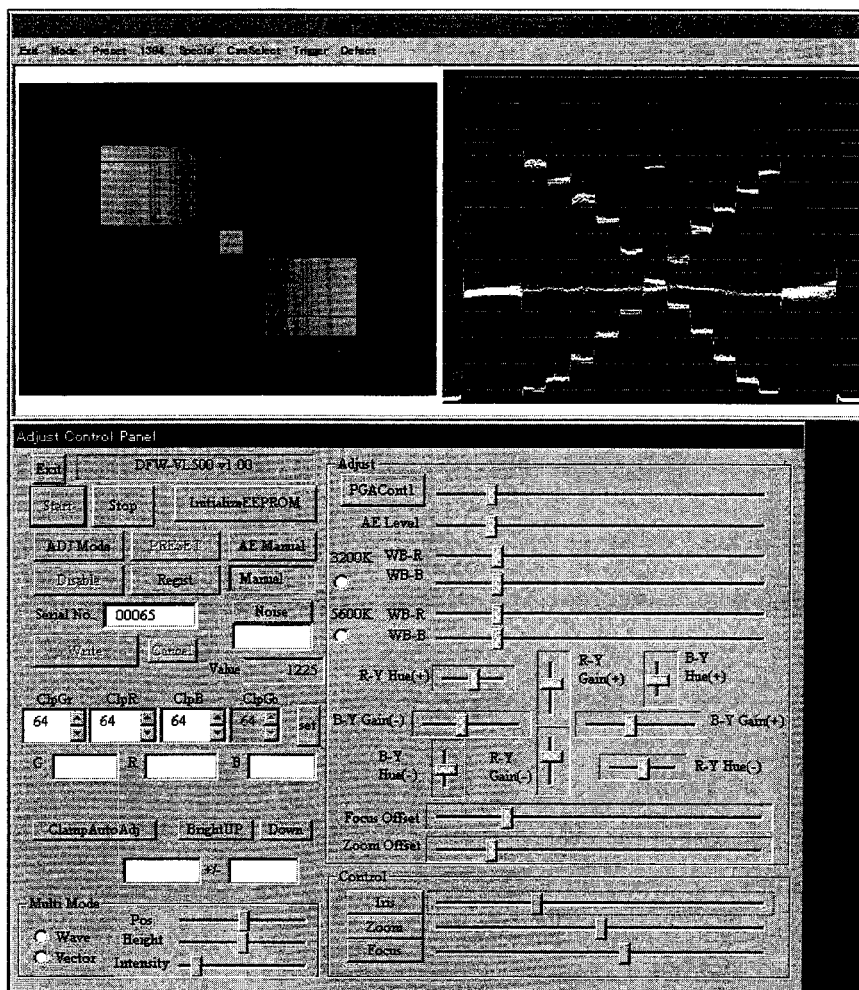 Exit Mode Preset 1394 Special CamSelect Trigger Defect
Adjust Control Panel
Exit DFW-VL500 v1.00
Start Stop InitializeEEPROM
ADJ Mode PRESET AE Manual
Disable Regist Manual
Serial No. 00065 Noise
Write Cancel
Value 1225
ClpGr ClpR ClpB ClpGb
64 64 64 64 set
G R B
ClampAutoAdj BrightUP Down
+/-
Multi Mode
Pos
Wave Height
Vector Intensity
Adjust
PGACont1
AE Level
3200K WB-R
WB-B
5600K WB-R
WB-B
R-Y Hue(+) R-Y Gain(+) B-Y Hue(+)
B-Y Gain(-) B-Y Gain(+)
B-Y Hue(-) R-Y Gain(-) R-Y Hue(-)
Focus Offset
Zoom Offset
Control
Iris
Zoom
Focus